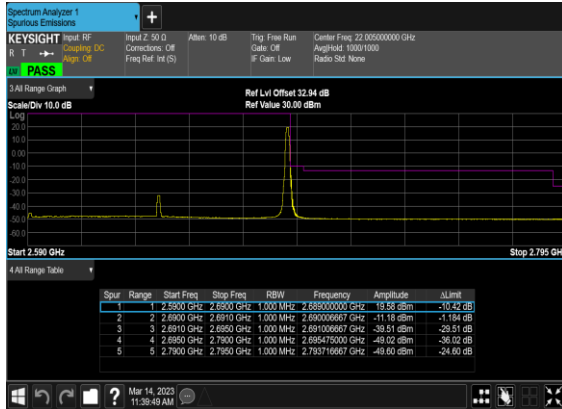 Spectrum Analyzer 1
Spurious Emissions
+
KEYSIGHT Input: RF
R T Coupling: DC
Align: Off
Input Z: 50 Ω
Corrections: Off
Freq Ref: Int (S)
Atten: 10 dB
Trig: Free Run
Gate: Off
IF Gain: Low
Center Freq: 22.005000000 GHz
Avg|Hold: 1000/1000
Radio Std: None
PASS
3 All Range Graph
Ref Lvl Offset 32.94 dB
Scale/Div 10.0 dB Ref Value 30.00 dBm
Log
20.0
10.0
0.00
-10.0
-20.0
-30.0
-40.0
-50.0
-60.0
Start 2.590 GHz Stop 2.795 GH
4 All Range Table
Spur Range Start Freq Stop Freq RBW Frequency Amplitude ΔLimit
1 1 2.5900 GHz 2.6900 GHz 1.000 MHz 2.689000000 GHz 19.58 dBm -10.42 dB
2 2 2.6900 GHz 2.6910 GHz 1.000 MHz 2.690006667 GHz -11.18 dBm -1.184 dB
3 3 2.6910 GHz 2.6950 GHz 1.000 MHz 2.691006667 GHz -39.51 dBm -29.51 dB
4 4 2.6950 GHz 2.7900 GHz 1.000 MHz 2.695475000 GHz -49.02 dBm -36.02 dB
5 5 2.7900 GHz 2.7950 GHz 1.000 MHz 2.793716667 GHz -49.60 dBm -24.60 dB
?
Mar 14, 2023
11:39:49 AM